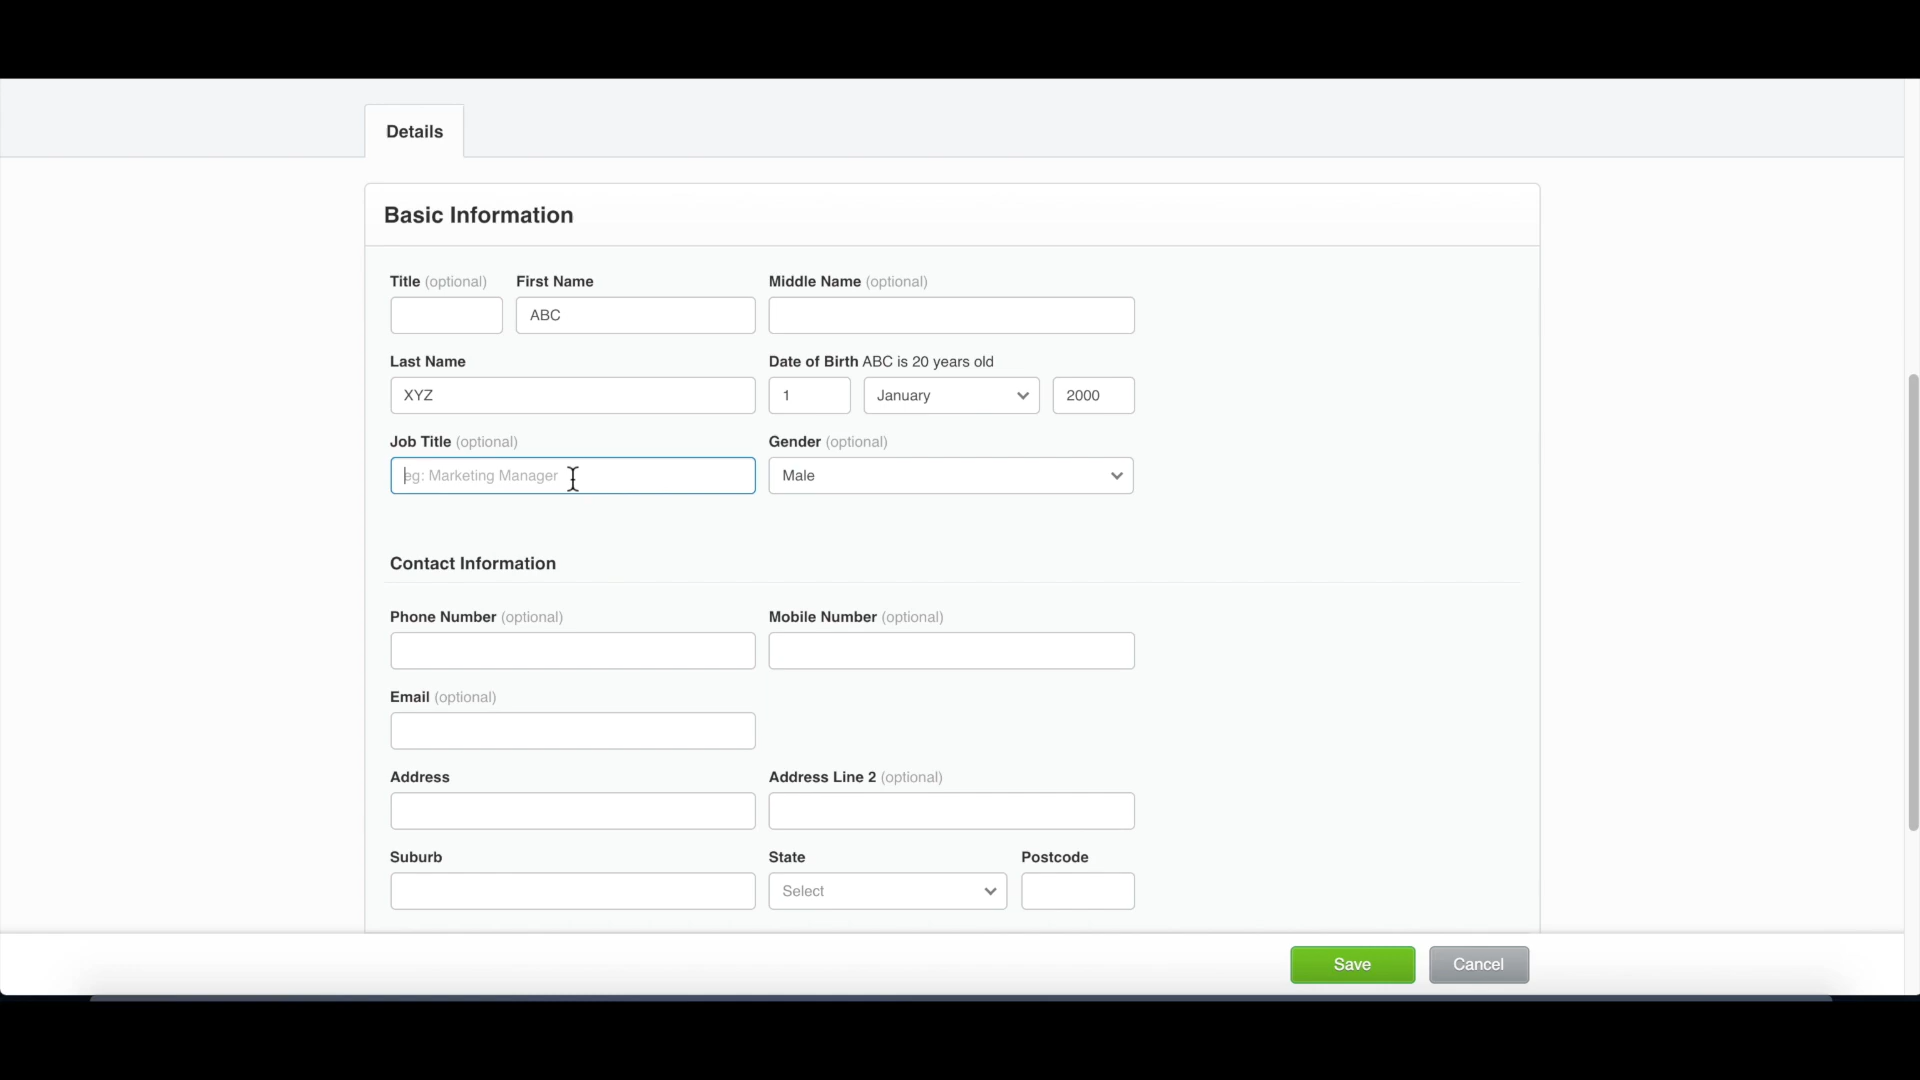 Details
Basic Information
Title (optional) First Name Middle Name (optional)
ABC
Last Name Date of Birth ABC is 20 years old
XYZ 1 January 2000
Job Title (optional) Gender (optional)
eg: Marketing Manager Male
Contact Information
Phone Number (optional) Mobile Number (optional)
Email (optional)
Address Address Line 2 (optional)
Suburb State Postcode
Select
Save Cancel